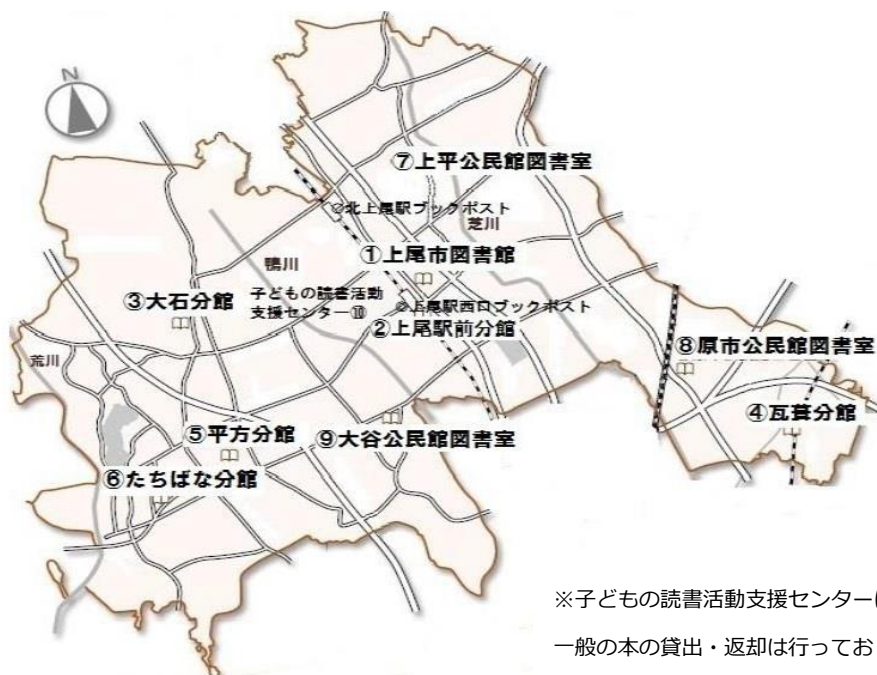 N
⑦上平公民館図書室
◎北上尾駅ブックポスト
芝川
①上尾市図書館
鴨川
子どもの読書活動
支援センター⑩
③大石分館
◎上尾駅西口ブックポスト
②上尾駅前分館
荒川
⑧原市公民館図書室
④瓦葺分館
⑤平方分館
⑨大谷公民館図書室
⑥たちばな分館
※子どもの読書活動支援センター
一般の本の貸出・返却は行ってお